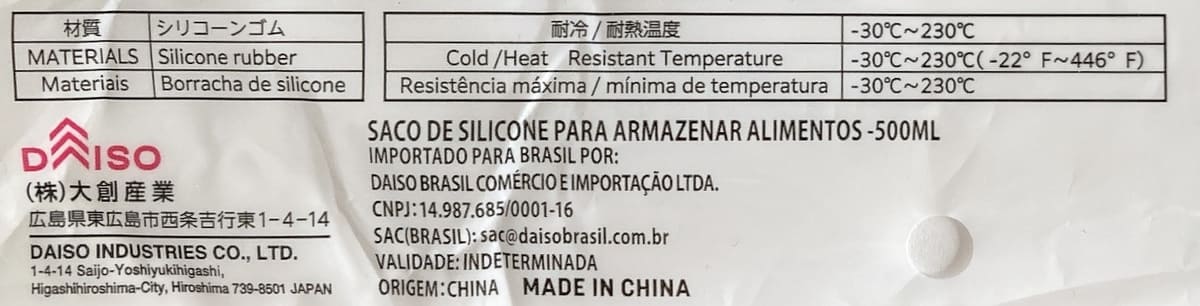 材質 シリコーンゴム
MATERIALS Silicone rubber
Materiais Borracha de silicone
耐冷 / 耐熱温度 -30℃~230℃
Cold /Heat Resistant Temperature -30℃~230℃( -22° F~446° F)
Resistência máxima / mínima de temperatura -30℃~230℃
DAISO
(株)大創産業
広島県東広島市西条吉行東1-4-14
DAISO INDUSTRIES CO., LTD.
1-4-14 Saijo-Yoshiyukihigashi,
Higashihiroshima-City, Hiroshima 739-8501 JAPAN
SACO DE SILICONE PARA ARMAZENAR ALIMENTOS -500ML
IMPORTADO PARA BRASIL POR:
DAISO BRASIL COMÉRCIO E IMPORTAÇÃO LTDA.
CNPJ:14.987.685/0001-16
SAC(BRASIL): sac@daisobrasil.com.br
VALIDADE: INDETERMINADA
ORIGEM:CHINA MADE IN CHINA